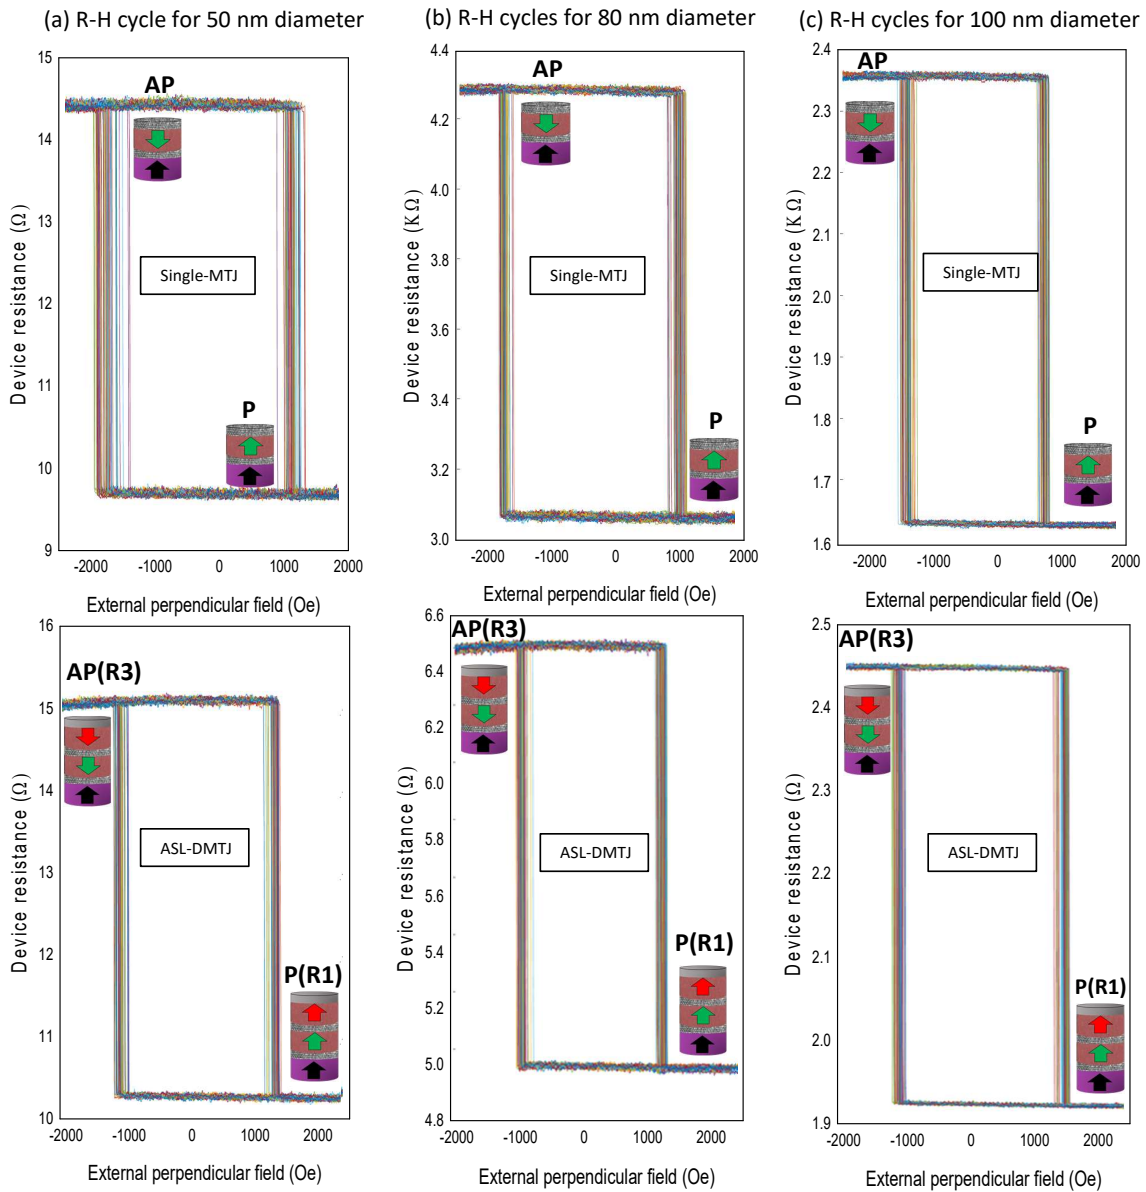 (a) R-H cycle for 50 nm diameter
(b) R-H cycles for 80 nm diameter
(c) R-H cycles for 100 nm diameter
15
14
13
12
11
10
9
Device resistance (Ω)
AP
Single-MTJ
P
-2000 -1000 0 1000 2000
External perpendicular field (Oe)
4.4
4.2
4.0
3.8
3.6
3.4
3.2
3.0
Device resistance (KΩ)
AP
Single-MTJ
P
-2000 -1000 0 1000 2000
External perpendicular field (Oe)
2.4
2.3
2.2
2.1
2.0
1.9
1.8
1.7
1.6
Device resistance (KΩ)
AP
Single-MTJ
P
-2000 -1000 0 1000 2000
External perpendicular field (Oe)
16
15
14
13
12
11
10
Device resistance (Ω)
AP(R3)
ASL-DMTJ
P(R1)
-2000 -1000 0 1000 2000
External perpendicular field (Oe)
6.6
6.4
6.2
6.0
5.8
5.6
5.4
5.2
5.0
4.8
Device resistance (Ω)
AP(R3)
ASL-DMTJ
P(R1)
-2000 -1000 0 1000 2000
External perpendicular field (Oe)
2.5
2.4
2.3
2.2
2.1
2.0
1.9
Device resistance (Ω)
AP(R3)
ASL-DMTJ
P(R1)
-2000 -1000 0 1000 2000
External perpendicular field (Oe)